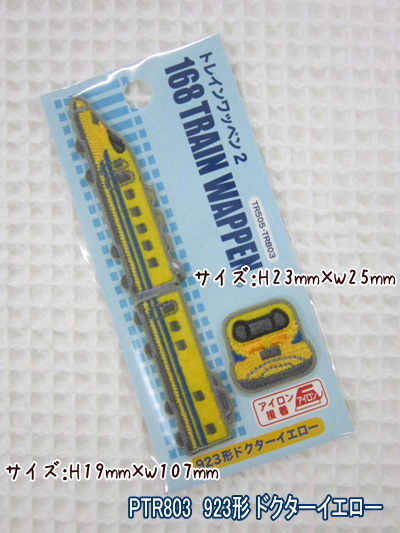 トレインワッペン2
168 TRAIN WAPPEN
TR505-TR803
サイズ:H23mm×W25mm
アイロン
接着
アイロン
923形ドクターイエロー
サイズ:H19mm×W107mm
PTR803 923形 ドクターイエロー